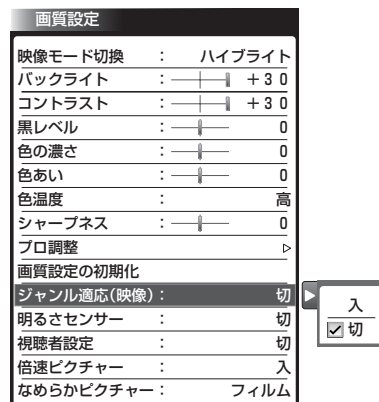 画質設定
映像モード切換 : ハイブライト
バックライト : +30
コントラスト : +30
黒レベル : 0
色の濃さ : 0
色あい : 0
色温度 : 高
シャープネス : 0
プロ調整
画質設定の初期化
ジャンル適応(映像) : 切
入
切
明るさセンサー : 切
視聴者設定 : 切
倍速ピクチャー : 入
なめらかピクチャー : フィルム